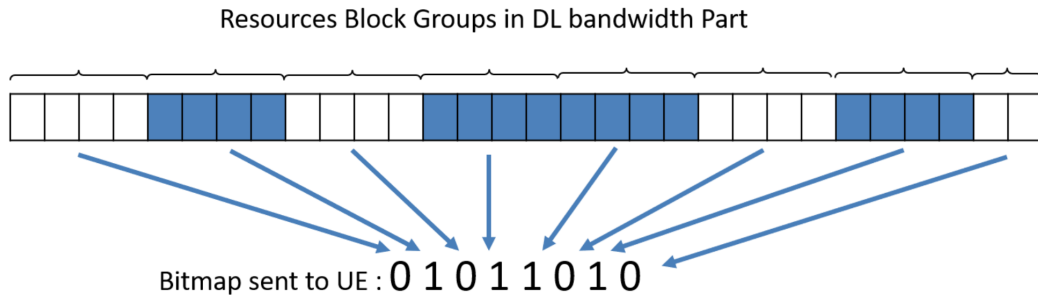 Resources Block Groups in DL bandwidth Part
Bitmap sent to UE : 0 1 0 1 1 0 1 0